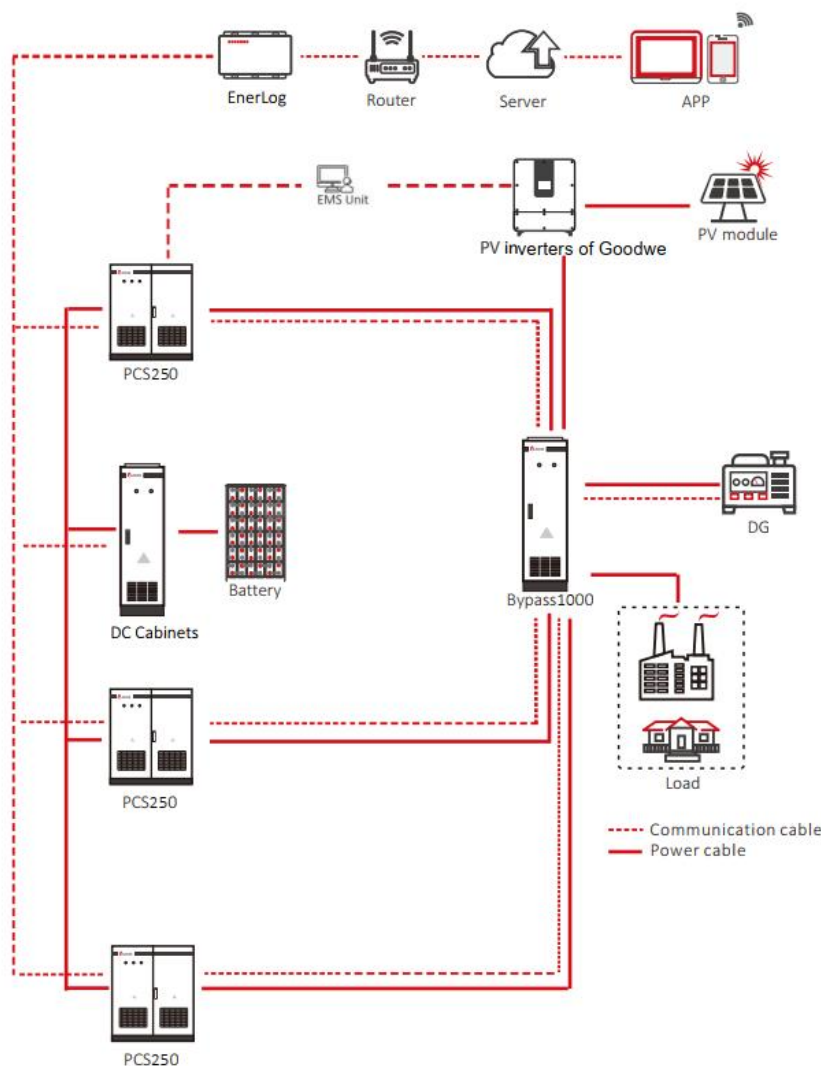 EnerLog
Router
Server
APP
EMS Unit
PV inverters of Goodwe
PV module
PCS250
DG
Battery
Bypass1000
DC Cabinets
Load
PCS250
Communication cable
Power cable
PCS250